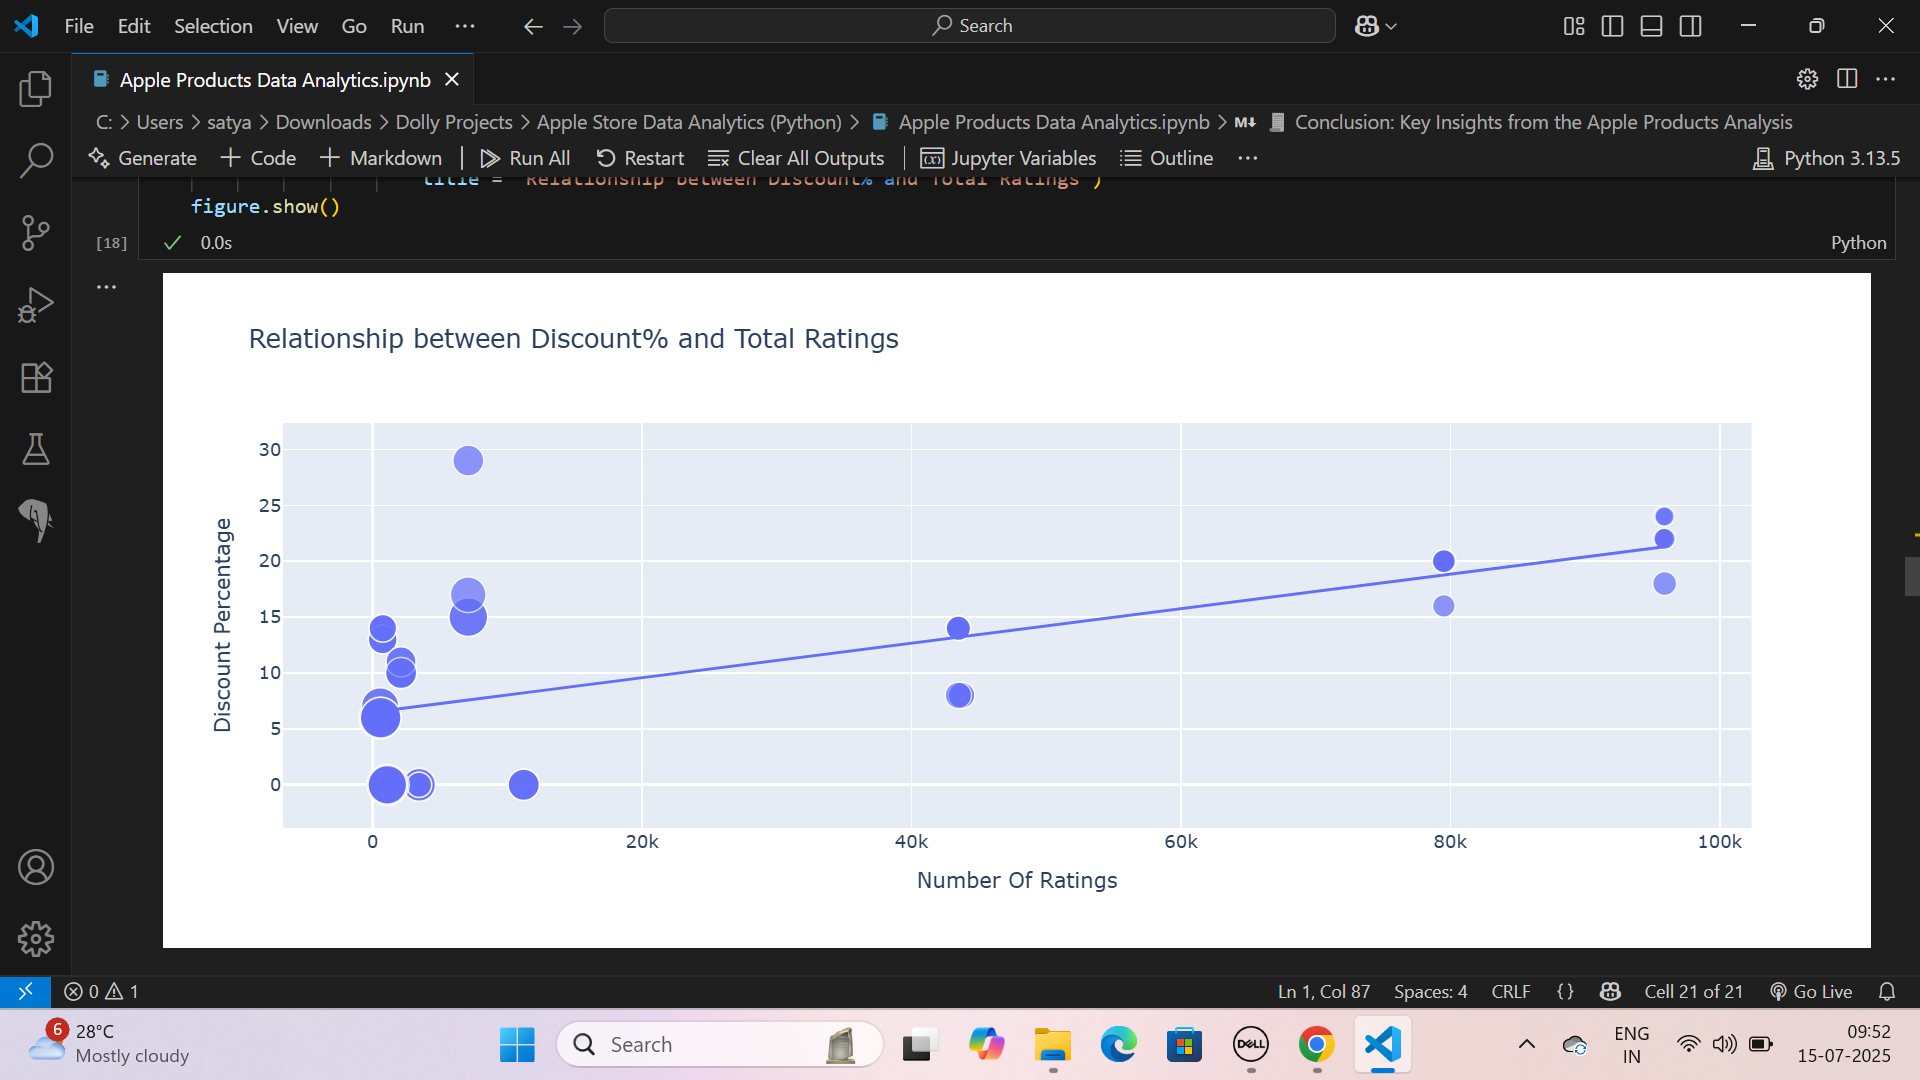 File Edit Selection View Go Run ... Search
Apple Products Data Analytics.ipynb
C: > Users > satya > Downloads > Dolly Projects > Apple Store Data Analytics (Python) > Apple Products Data Analytics.ipynb > M↓ Conclusion: Key Insights from the Apple Products Analysis
Generate + Code + Markdown | Run All Restart Clear All Outputs | Jupyter Variables Outline ... Python 3.13.5
title = "Relationship between Discount% and Total Ratings")
figure.show()
[18] 0.0s Python
...
Relationship between Discount% and Total Ratings
30
25
20
15
10
5
0
Discount Percentage
0 20k 40k 60k 80k 100k
Number Of Ratings
0 1 Ln 1, Col 87 Spaces: 4 CRLF {} Cell 21 of 21 Go Live
6 28°C
Mostly cloudy
Search
DELL
ENG
IN
09:52
15-07-2025